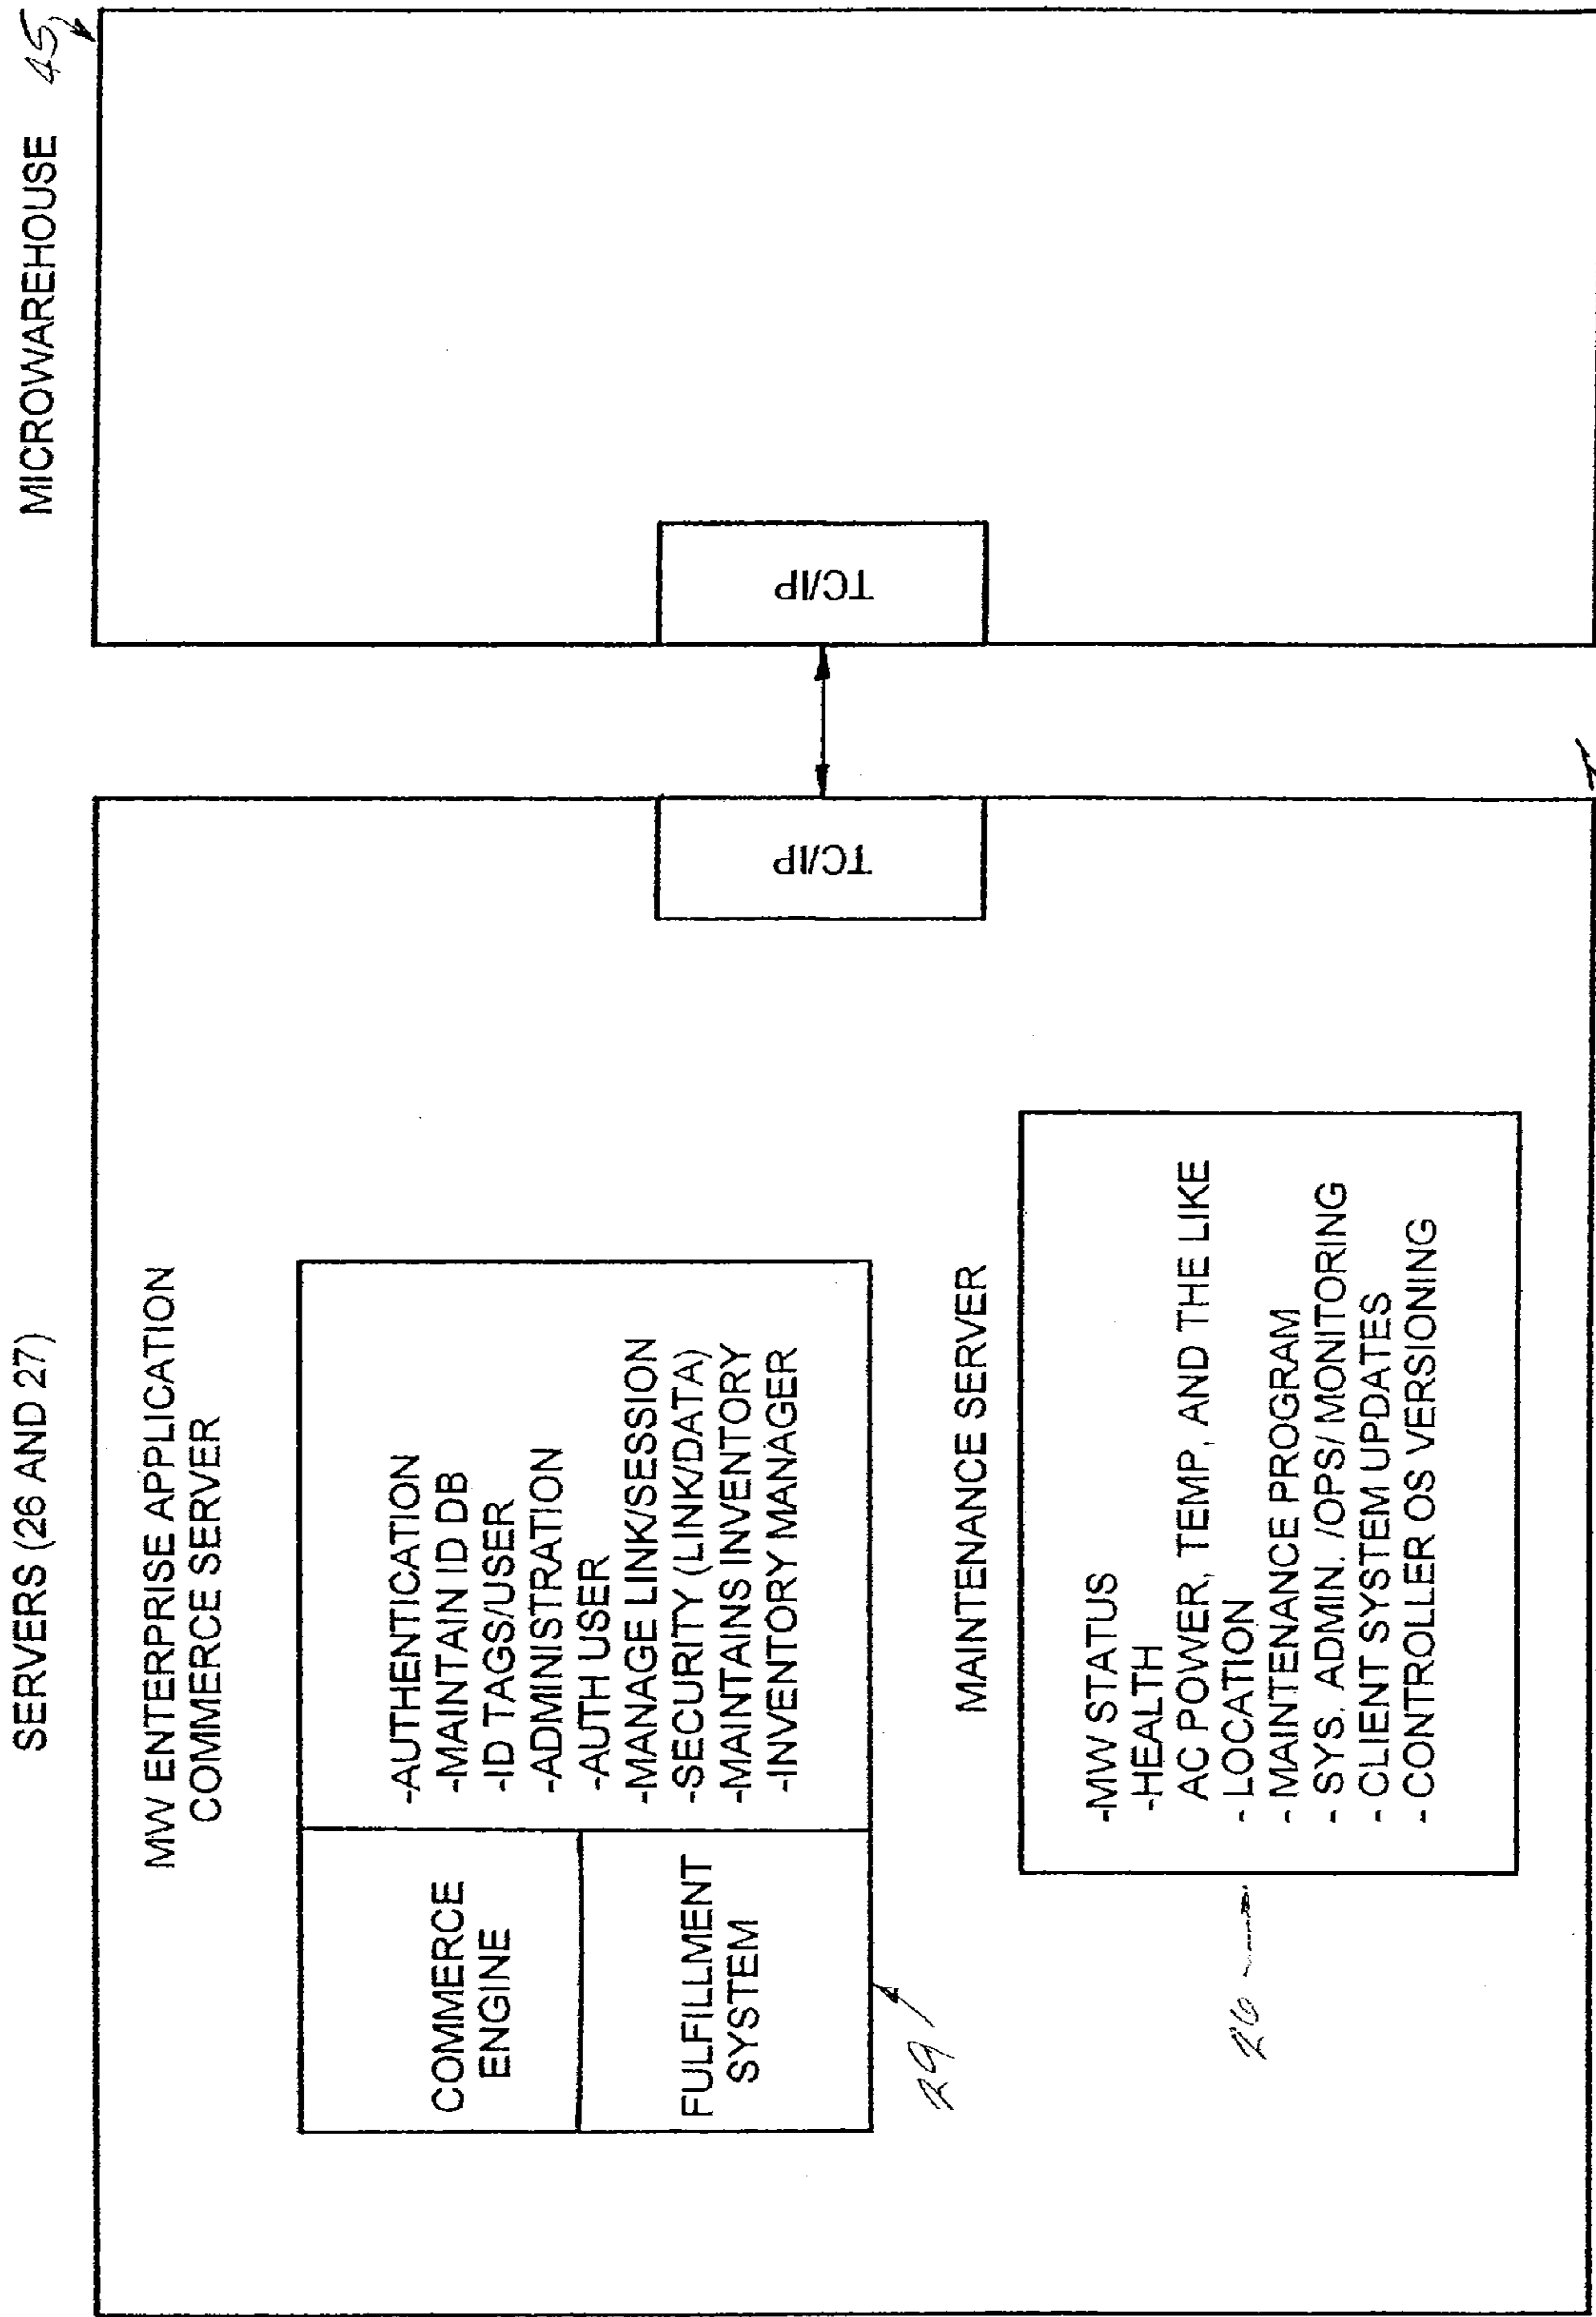 SERVERS (26 AND 27)
MICROWAREHOUSE 45
MW ENTERPRISE APPLICATION
COMMERCE SERVER
COMMERCE
ENGINE
FULFILLMENT
SYSTEM
-AUTHENTICATION
-MAINTAIN ID DB
-ID TAGS/USER
-ADMINISTRATION
-AUTH USER
-MANAGE LINK/SESSION
-SECURITY (LINK/DATA)
-MAINTAINS INVENTORY
-INVENTORY MANAGER
29
TC/IP
TC/IP
MAINTENANCE SERVER
-MW STATUS
-HEALTH
AC POWER, TEMP, AND THE LIKE
- LOCATION
- MAINTENANCE PROGRAM
- SYS. ADMIN. /OPS/ MONITORING
- CLIENT SYSTEM UPDATES
- CONTROLLER OS VERSIONING
26